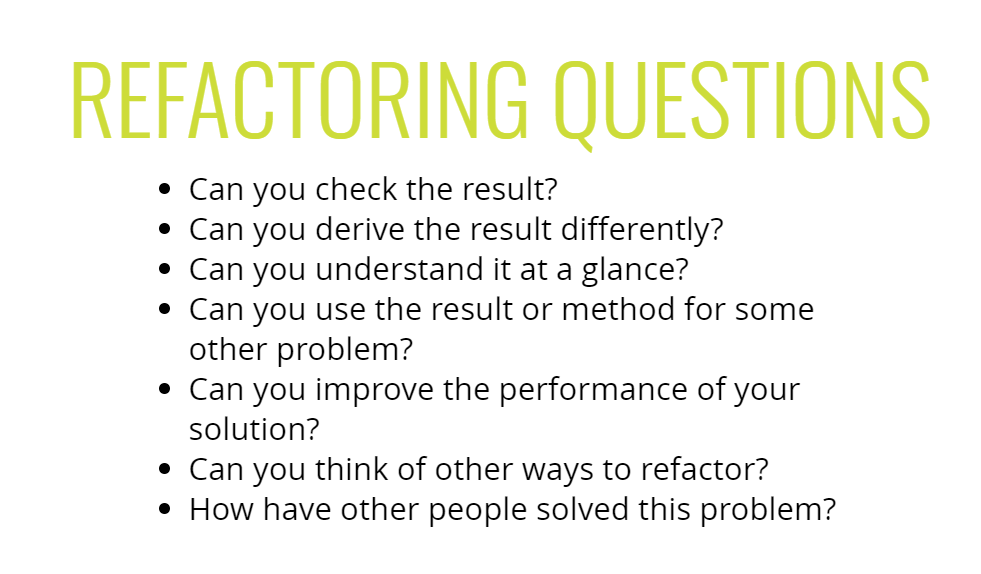 REFACTORING QUESTIONS
• Can you check the result?
• Can you derive the result differently?
• Can you understand it at a glance?
• Can you use the result or method for some
other problem?
• Can you improve the performance of your
solution?
• Can you think of other ways to refactor?
• How have other people solved this problem?